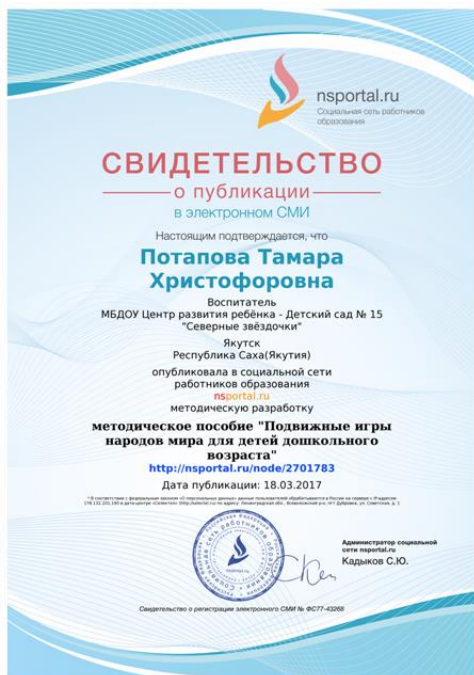 nsportal.ru
Социальная сеть работников
образования
СВИДЕТЕЛЬСТВО
о публикации
в электронном СМИ
Настоящим подтверждается, что
Потапова Тамара
Христофоровна
Воспитатель
МБДОУ Центр развития ребёнка - Детский сад № 15
"Северные звёздочки"
Якутск
Республика Саха(Якутия)
опубликовала в социальной сети
работников образования
nsportal.ru
методическую разработку
методическое пособие "Подвижные игры
народов мира для детей дошкольного
возраста"
http://nsportal.ru/node/2701783
Дата публикации: 18.03.2017
Администратор социальной
сети nsportal.ru
Кадыков С.Ю.
Свидетельство о регистрации электронного СМИ № ФС77-43268